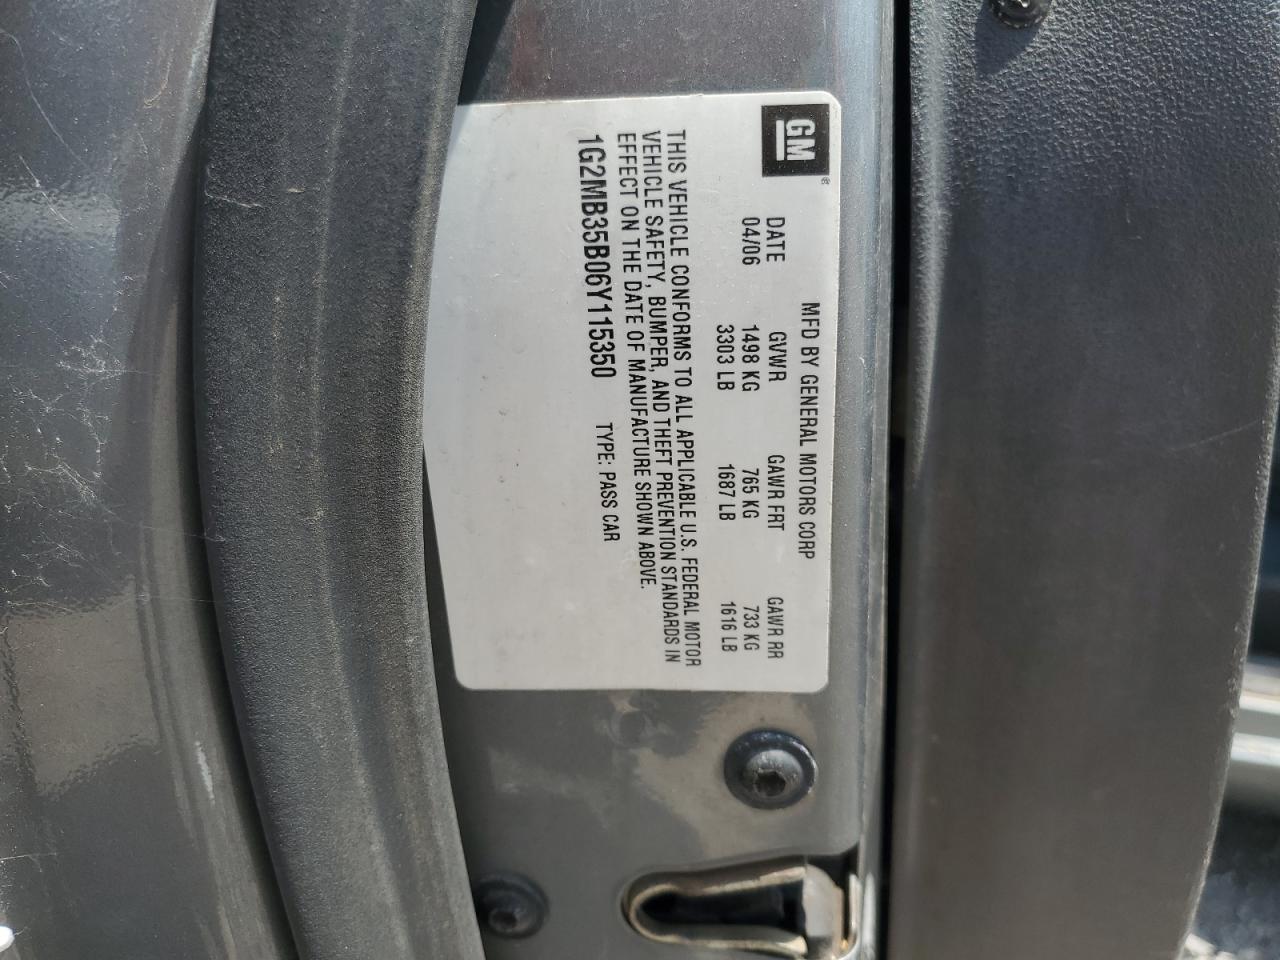 GM
MFD BY GENERAL MOTORS CORP
DATE GVWR GAWR FRT GAWR RR
04/06 1498 KG 765 KG 733 KG
3303 LB 1687 LB 1616 LB
THIS VEHICLE CONFORMS TO ALL APPLICABLE U.S. FEDERAL MOTOR
VEHICLE SAFETY, BUMPER, AND THEFT PREVENTION STANDARDS IN
EFFECT ON THE DATE OF MANUFACTURE SHOWN ABOVE.
1G2MB35B06Y115350 TYPE: PASS CAR